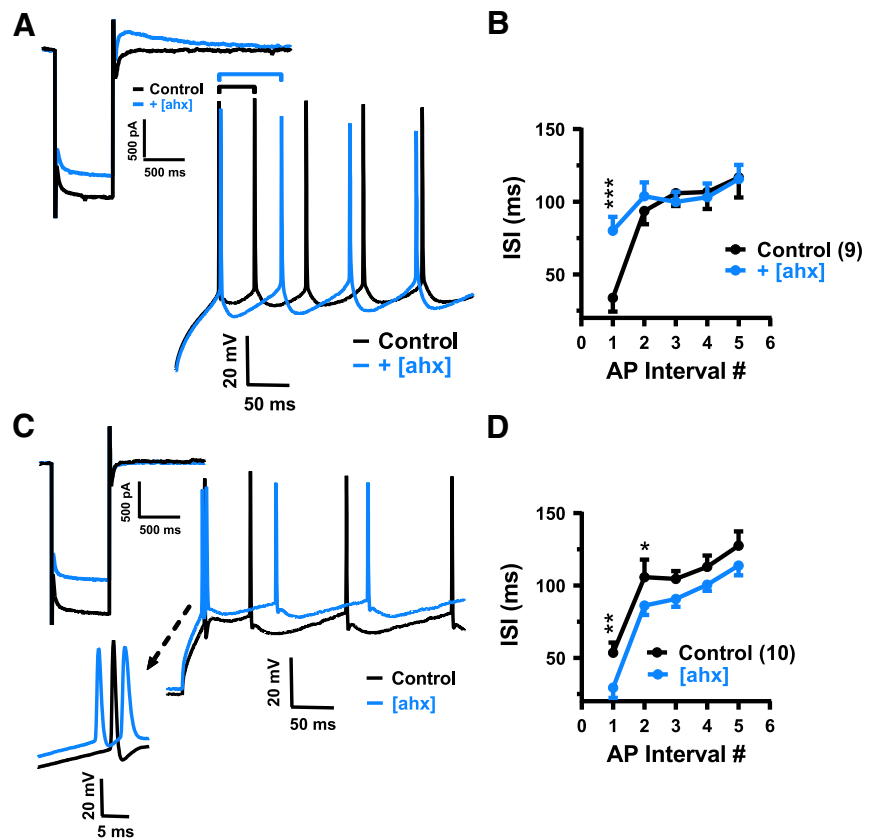 A
Control
+ [ahx]
500 pA
500 ms
Control
+ [ahx]
20 mV
50 ms
B
150
100
50
ISI (ms)
***
Control (9)
+ [ahx]
0 1 2 3 4 5 6
AP Interval #
C
500 pA
500 ms
Control
[ahx]
20 mV
50 ms
20 mV
5 ms
D
150
100
50
ISI (ms)
**
*
Control (10)
[ahx]
0 1 2 3 4 5 6
AP Interval #